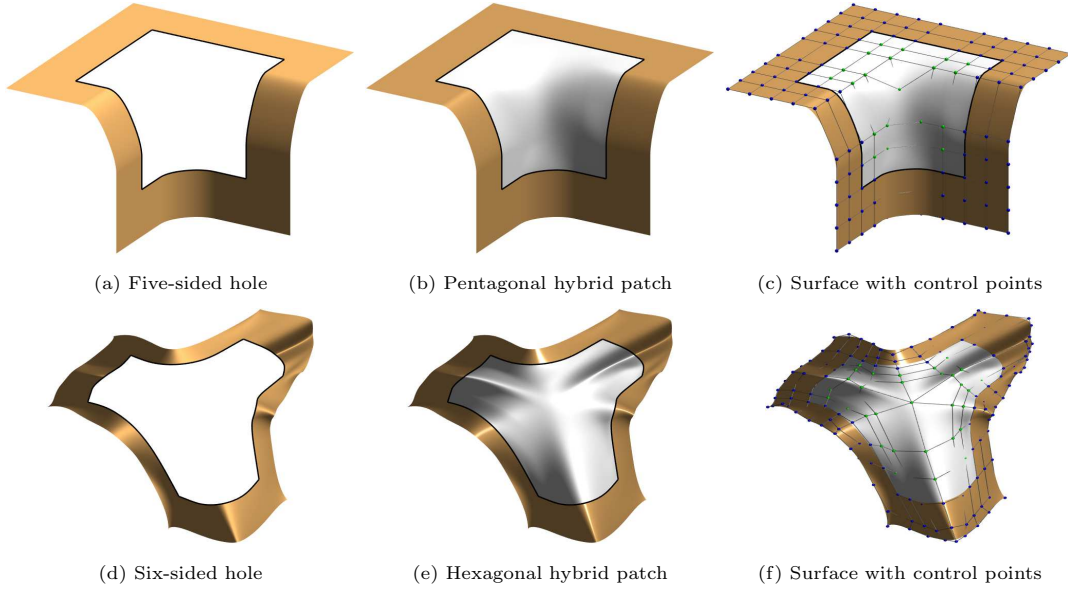 (a) Five-sided hole
(b) Pentagonal hybrid patch
(c) Surface with control points
(d) Six-sided hole
(e) Hexagonal hybrid patch
(f) Surface with control points